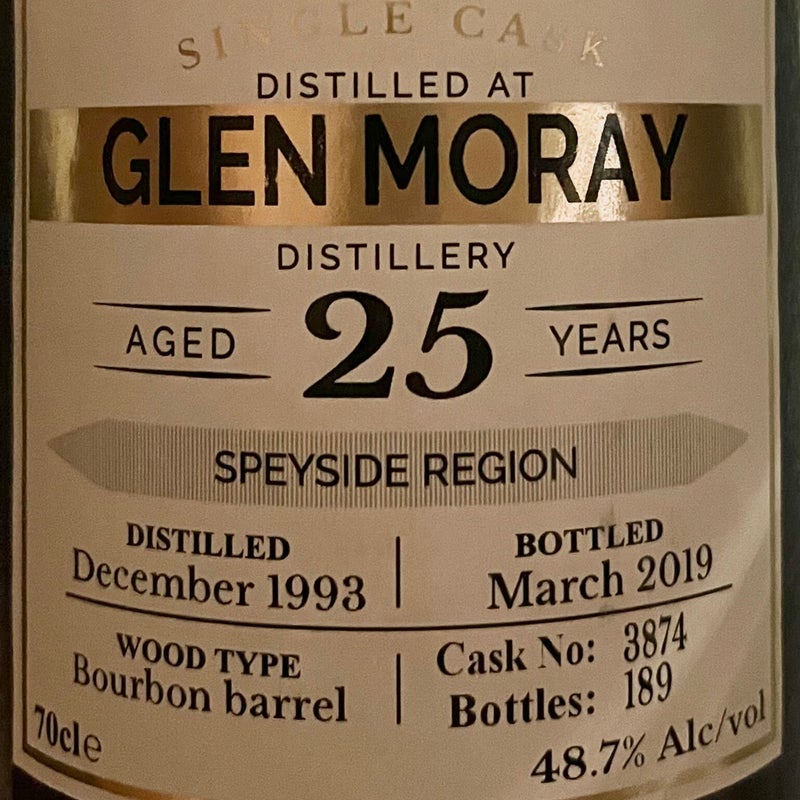 SINGLE CASK
DISTILLED AT
GLEN MORAY
DISTILLERY
AGED 25 YEARS
SPEYSIDE REGION
DISTILLED
December 1993
BOTTLED
March 2019
WOOD TYPE
Bourbon barrel
Cask No: 3874
Bottles: 189
70cl℮
48.7% Alc/vol